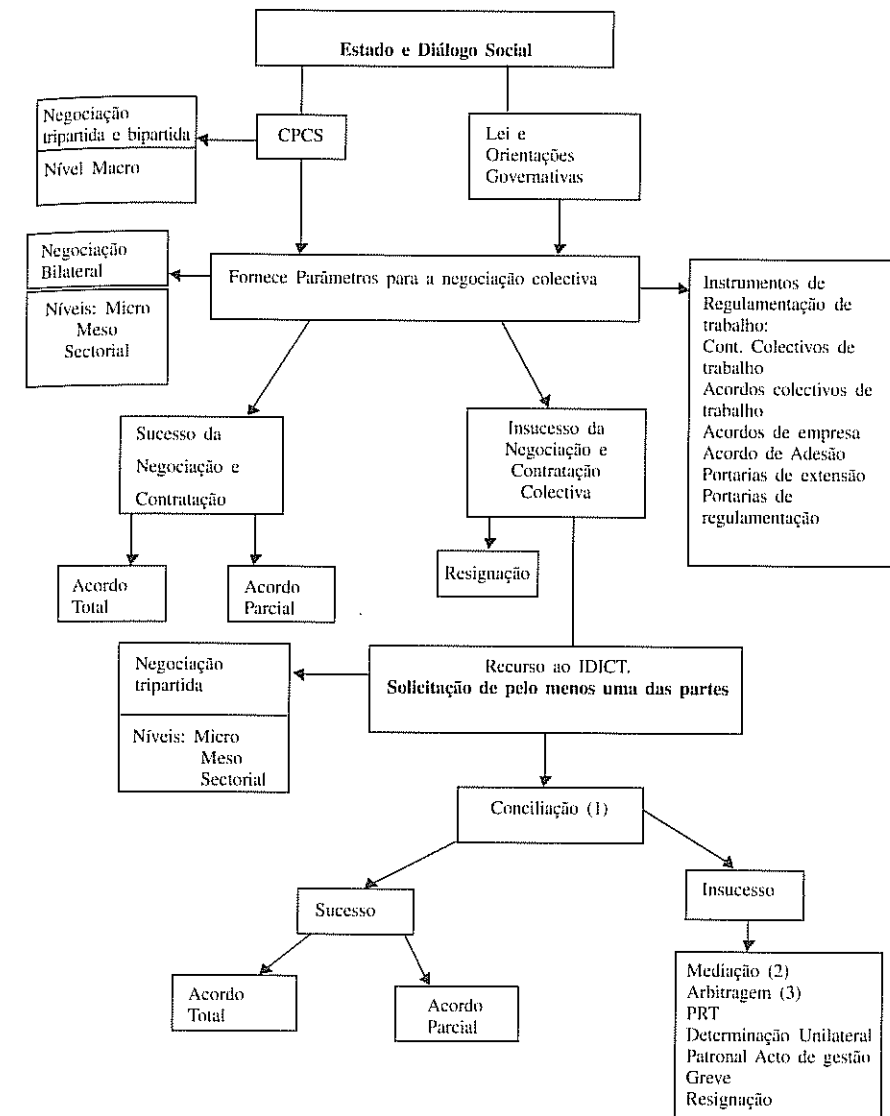 Estado e Diálogo Social
Negociação
tripartida e bipartida
Nível Macro
CPCS
Lei e
Orientações
Governativas
Negociação
Bilateral
Níveis: Micro
Meso
Sectorial
Fornece Parâmetros para a negociação colectiva
Instrumentos de
Regulamentação de
trabalho:
Cont. Colectivos de
trabalho
Acordos colectivos de
trabalho
Acordos de empresa
Acordo de Adesão
Portarias de extensão
Portarias de
regulamentação
Sucesso da
Negociação e
Contratação
Insucesso da
Negociação e
Contratação
Colectiva
Acordo
Total
Acordo
Parcial
Resignação
Negociação
tripartida
Níveis: Micro
Meso
Sectorial
Recurso ao IDICT.
Solicitação de pelo menos uma das partes
Conciliação (1)
Sucesso
Insucesso
Acordo
Total
Acordo
Parcial
Mediação (2)
Arbitragem (3)
PRT
Determinação Unilateral
Patronal Acto de gestão
Greve
Resignação